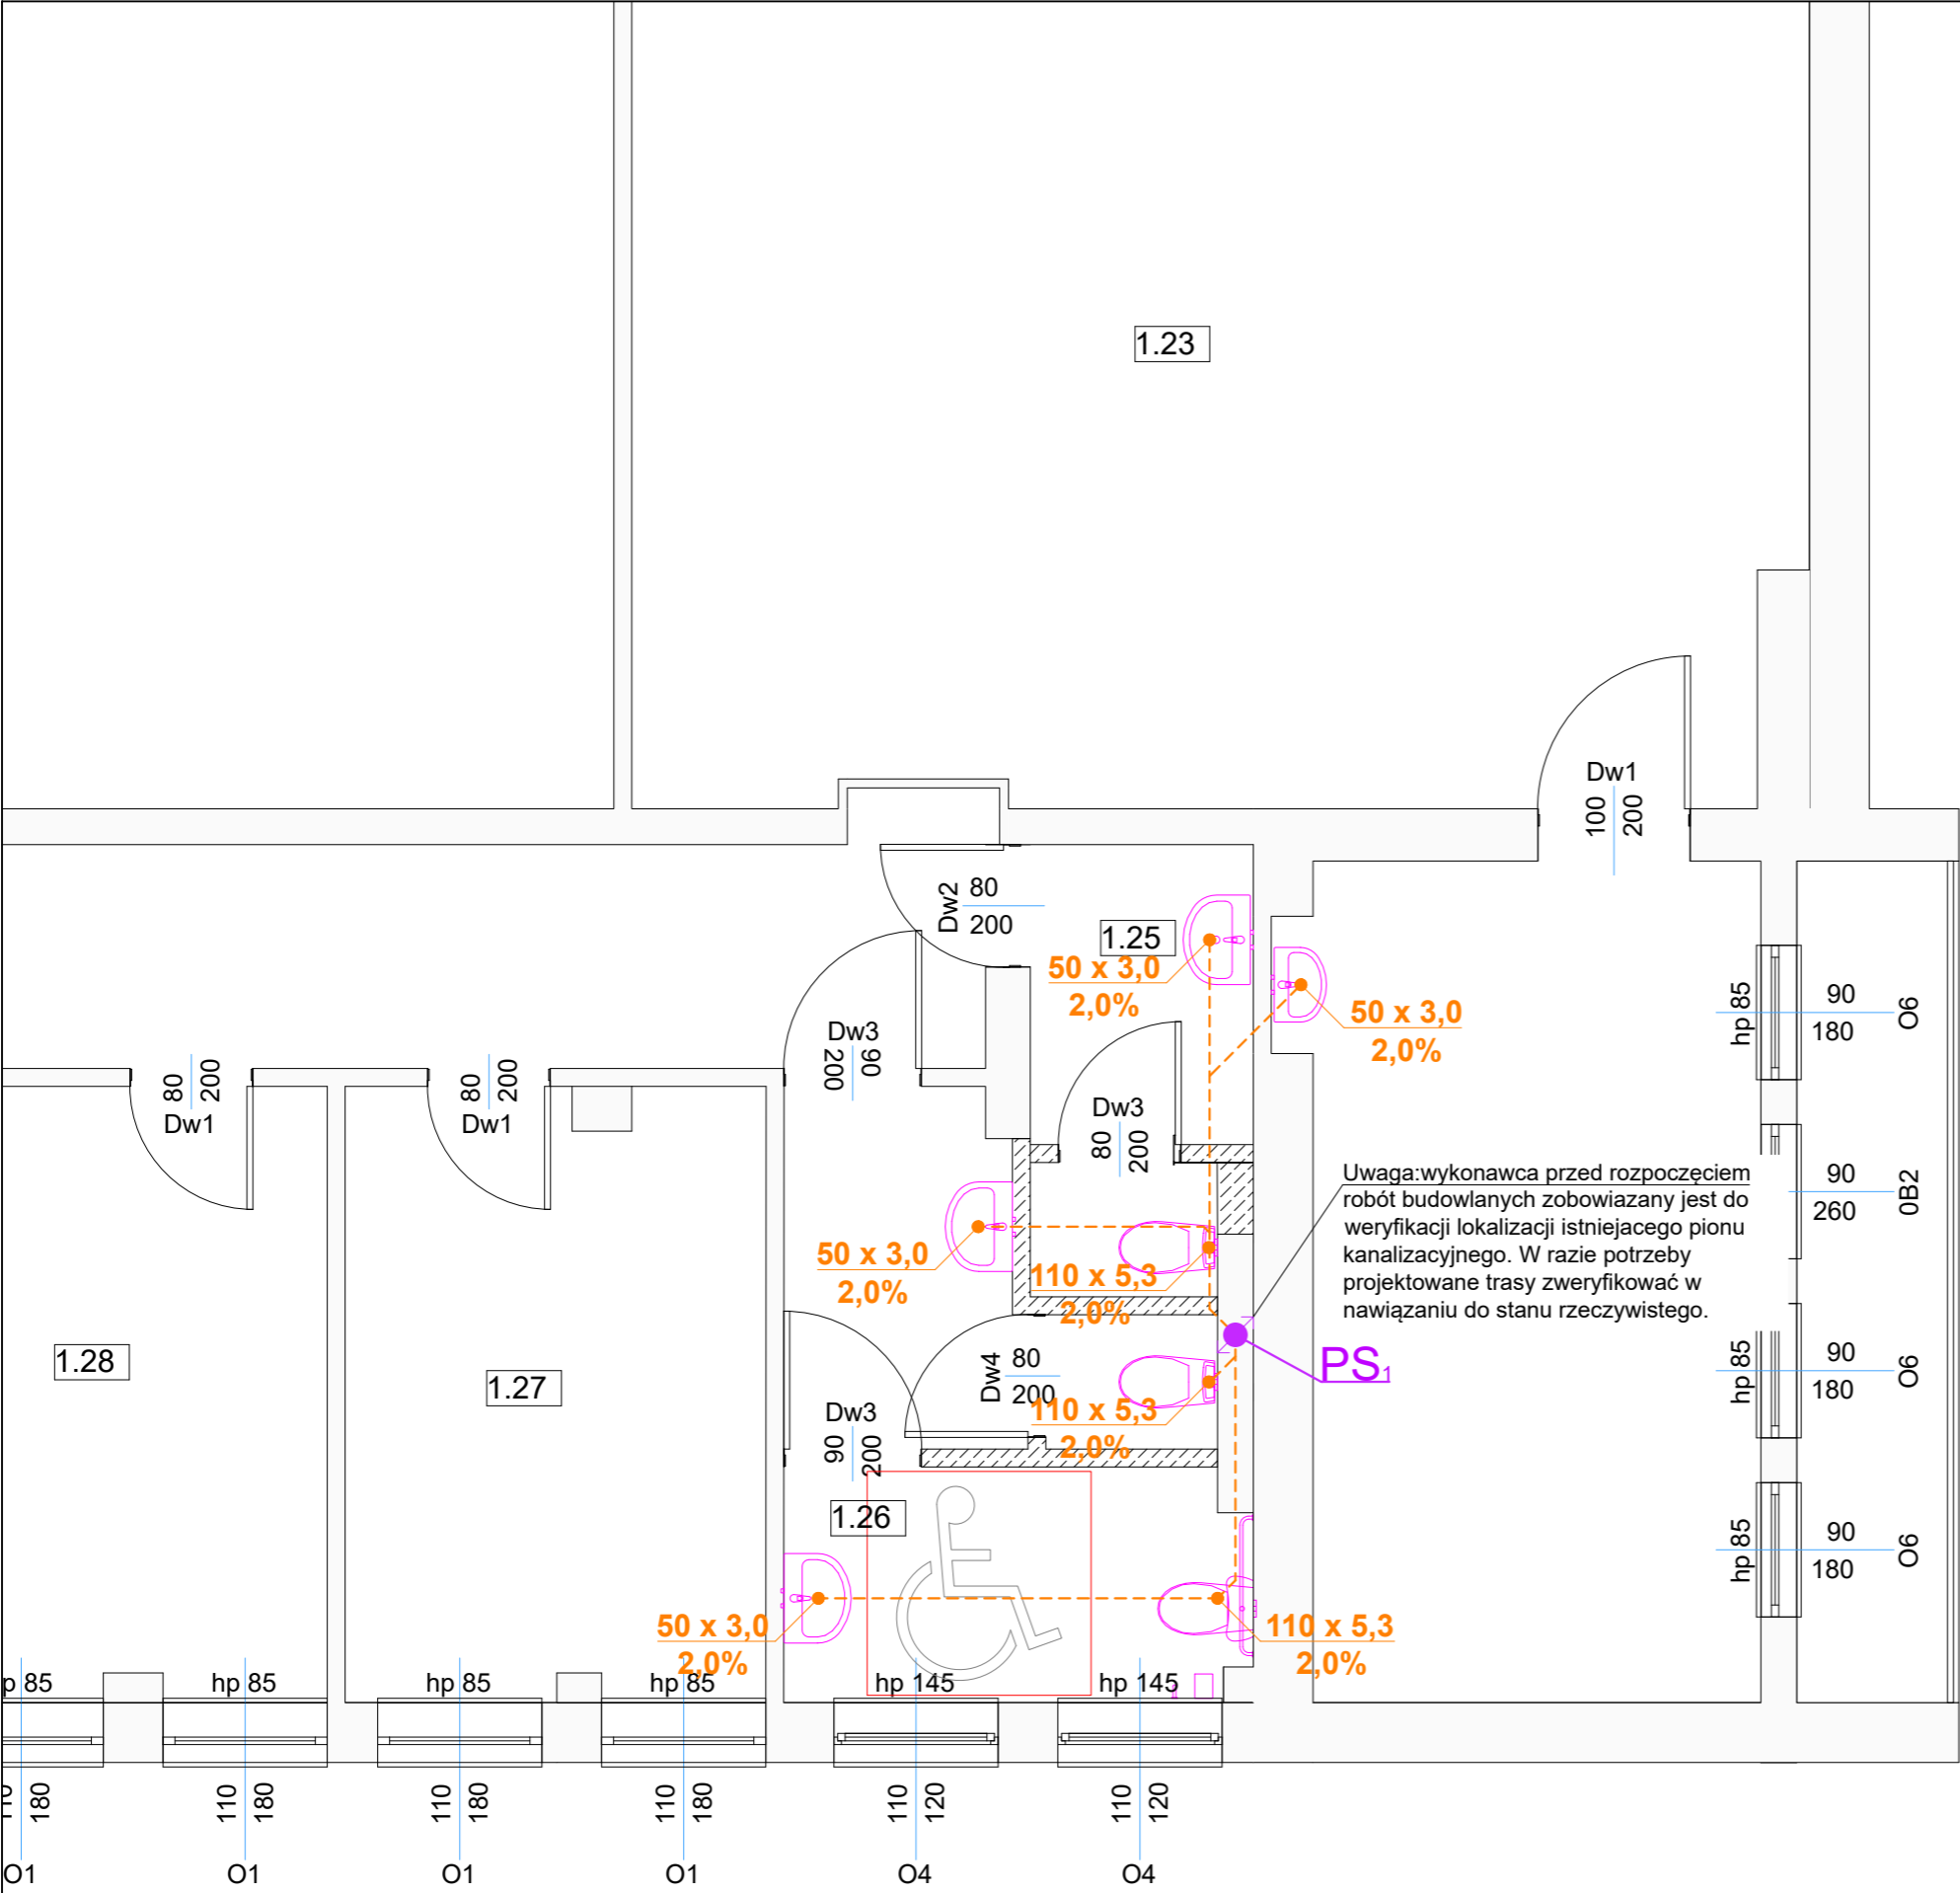 1.23
Dw1
100
200
Dw2
80
200
1.25
50 x 3,0
2,0%
50 x 3,0
2,0%
hp 85
90
180
O6
Dw3
90
200
80
200
Dw1
80
200
Dw1
Dw3
80
200
Uwaga:wykonawca przed rozpoczęciem
robót budowlanych zobowiazany jest do
weryfikacji lokalizacji istniejacego pionu
kanalizacyjnego. W razie potrzeby
projektowane trasy zweryfikować w
nawiązaniu do stanu rzeczywistego.
90
260
0B2
50 x 3,0
2,0%
110 x 5,3
2,0%
PS1
1.28
1.27
Dw4
80
200
110 x 5,3
2,0%
hp 85
90
180
O6
Dw3
90
200
1.26
hp 85
90
180
O6
50 x 3,0
2,0%
110 x 5,3
2,0%
p 85
hp 85
hp 85
hp 85
hp 145
hp 145
110
180
110
180
110
180
110
180
110
120
110
120
O1
O1
O1
O1
O4
O4